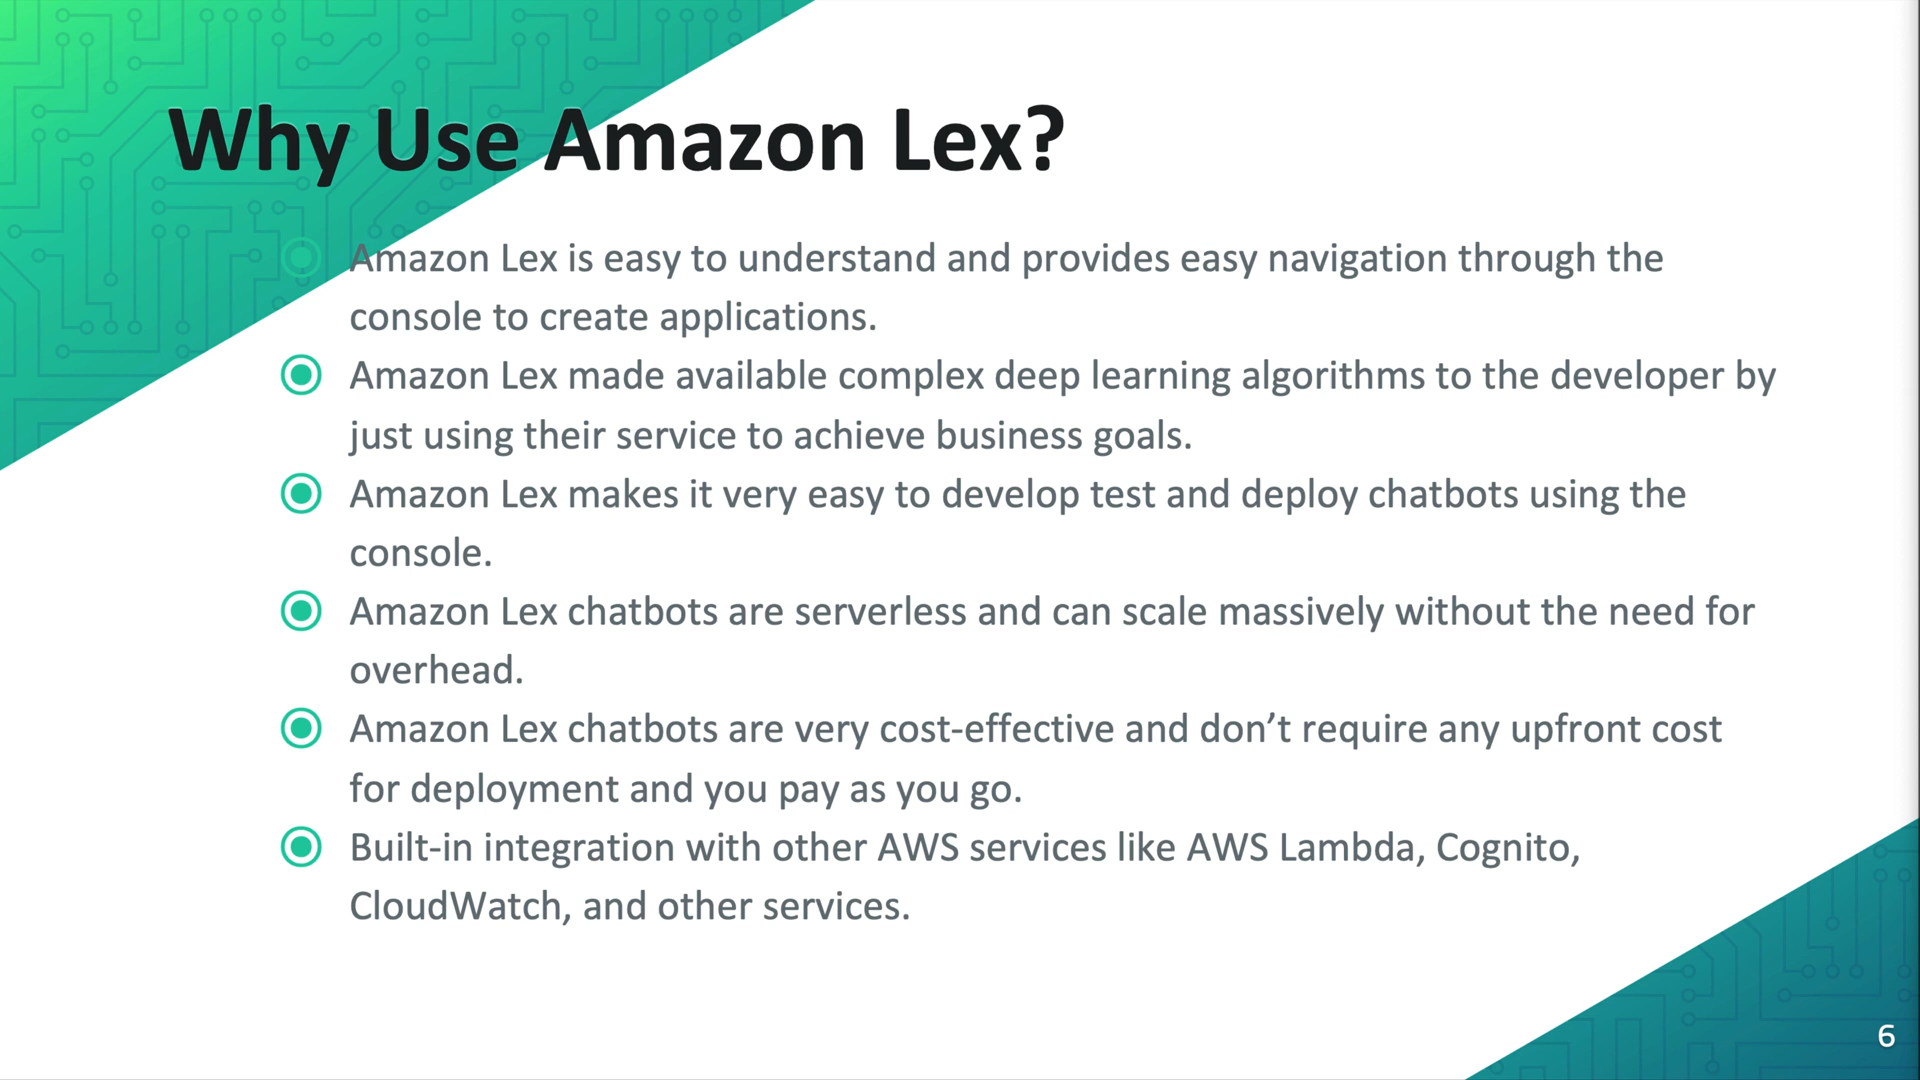 Why Use Amazon Lex?
Amazon Lex is easy to understand and provides easy navigation through the
console to create applications.
Amazon Lex made available complex deep learning algorithms to the developer by
just using their service to achieve business goals.
Amazon Lex makes it very easy to develop test and deploy chatbots using the
console.
Amazon Lex chatbots are serverless and can scale massively without the need for
overhead.
Amazon Lex chatbots are very cost-effective and don’t require any upfront cost
for deployment and you pay as you go.
Built-in integration with other AWS services like AWS Lambda, Cognito,
CloudWatch, and other services.
6